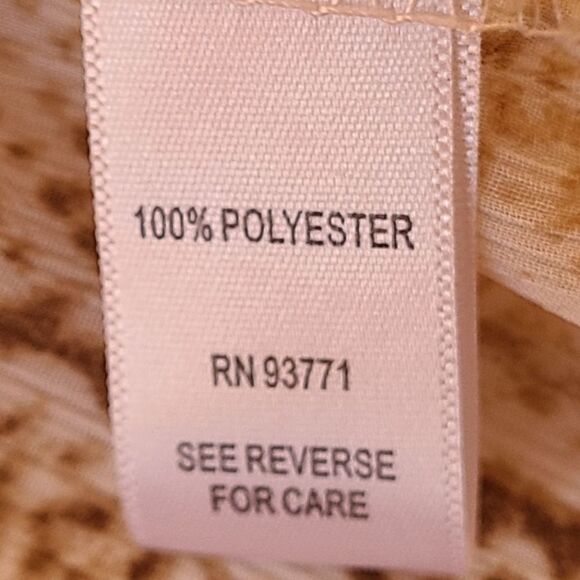 100% POLYESTER
RN 93771
SEE REVERSE
FOR CARE